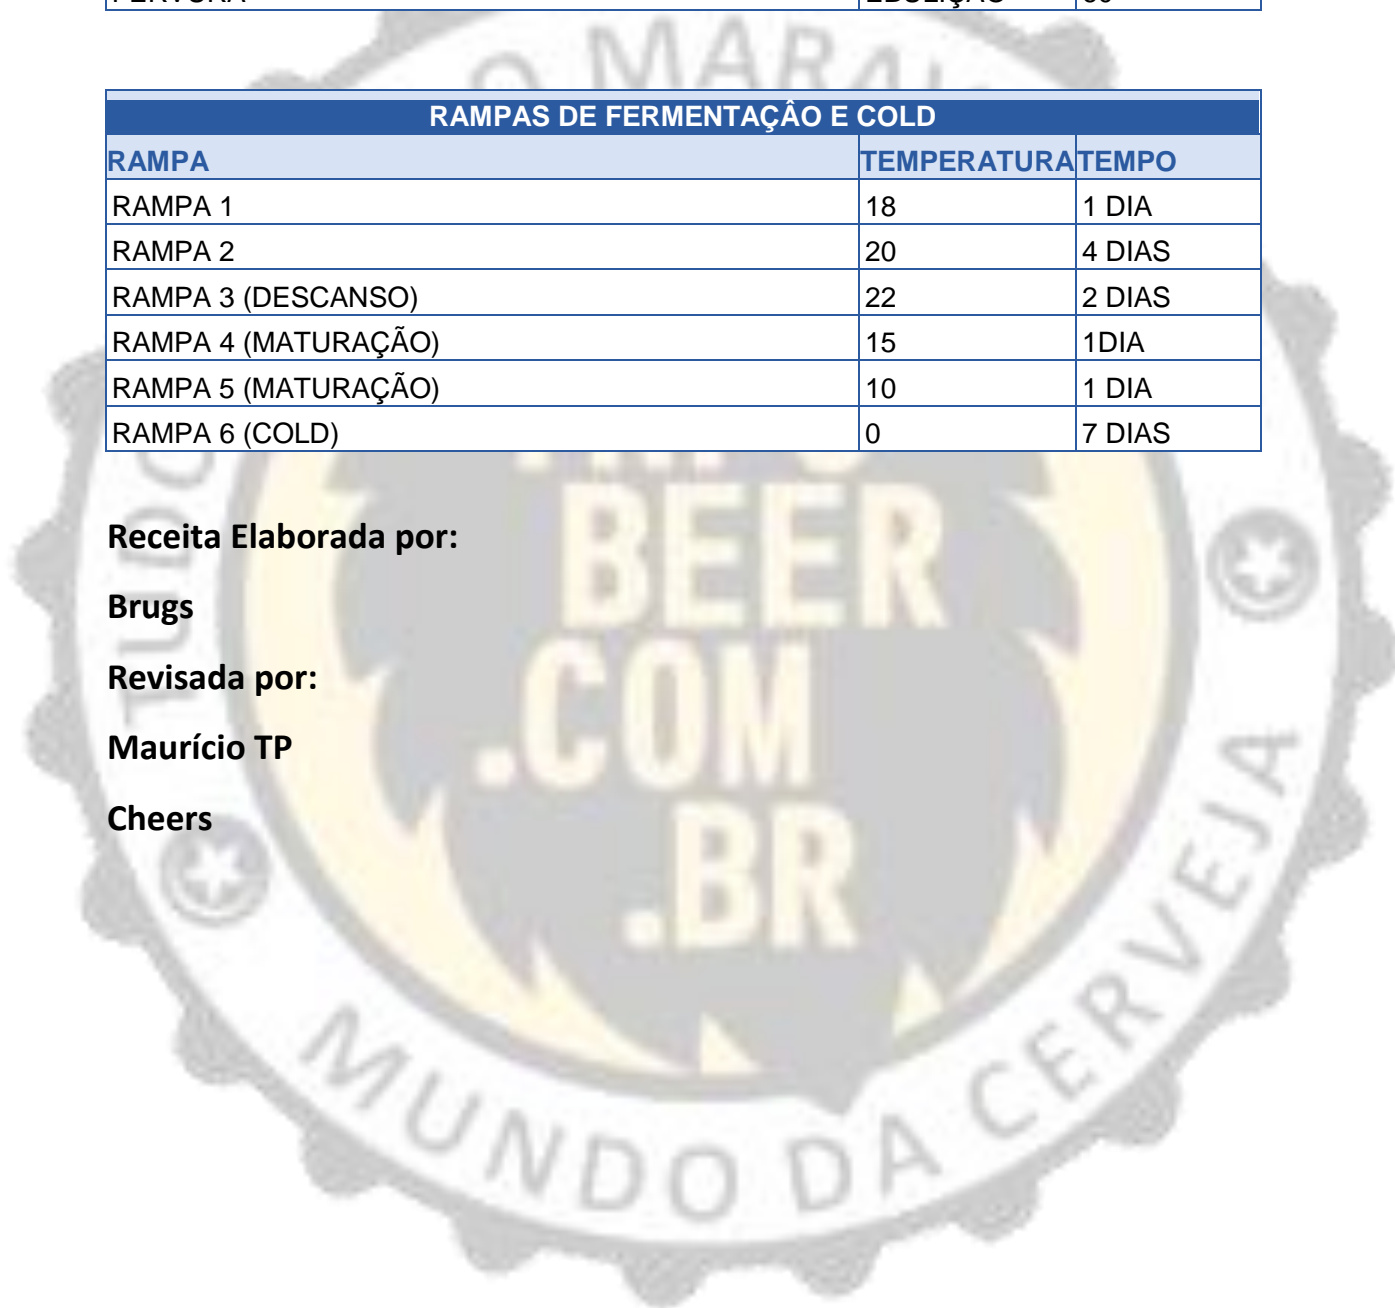 RAMPAS DE FERMENTAÇÂO E COLD
RAMPA TEMPERATURA TEMPO
RAMPA 1 18 1 DIA
RAMPA 2 20 4 DIAS
RAMPA 3 (DESCANSO) 22 2 DIAS
RAMPA 4 (MATURAÇÃO) 15 1DIA
RAMPA 5 (MATURAÇÃO) 10 1 DIA
RAMPA 6 (COLD) 0 7 DIAS
Receita Elaborada por:
Brugs
Revisada por:
Maurício TP
Cheers
BEER
.COM
.BR
MUNDO DA CERVEJA